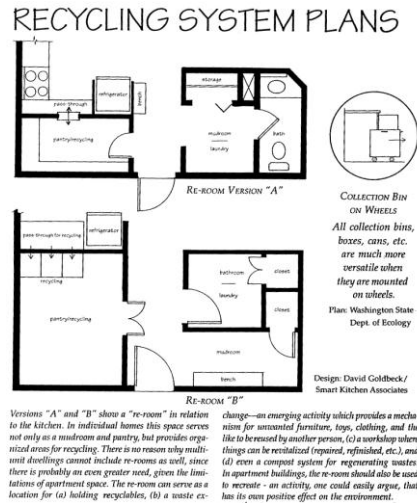 RECYCLING SYSTEM PLANS
storage
refrigerator
bench
pass-through
pantry/recycling
mudroom
laundry
bath
RE-ROOM VERSION "A"
COLLECTION BIN
ON WHEELS
All collection bins,
boxes, cans, etc.
are much more
versatile when
they are mounted
on wheels.
Plan: Washington State
Dept. of Ecology
pass-through for recycling
refrigerator
recycling
pantry/recycling
bathroom
laundry
closet
closet
mudroom
bench
RE-ROOM "B"
Design: David Goldbeck/
Smart Kitchen Associates
Versions "A" and "B" show a "re-room" in relation
to the kitchen. In individual homes this space serves
not only as a mudroom and pantry, but provides orga-
nized areas for recycling. There is no reason why multi-
unit dwellings cannot include re-rooms as well, since
there is probably an even greater need, given the limi-
tations of apartment space. The re-room can serve as a
location for (a) holding recyclables, (b) a waste ex-
change—an emerging activity which provides a mecha-
nism for unwanted furniture, toys, clothing, and the
like to be reused by another person, (c) a workshop where
things can be revitalized (repaired, refinished, etc.), and
(d) even a compost system for regenerating wastes.
In apartment buildings, the re-room should also be used
to recreate - an activity, one could easily argue, that
has its own positive effect on the environment.